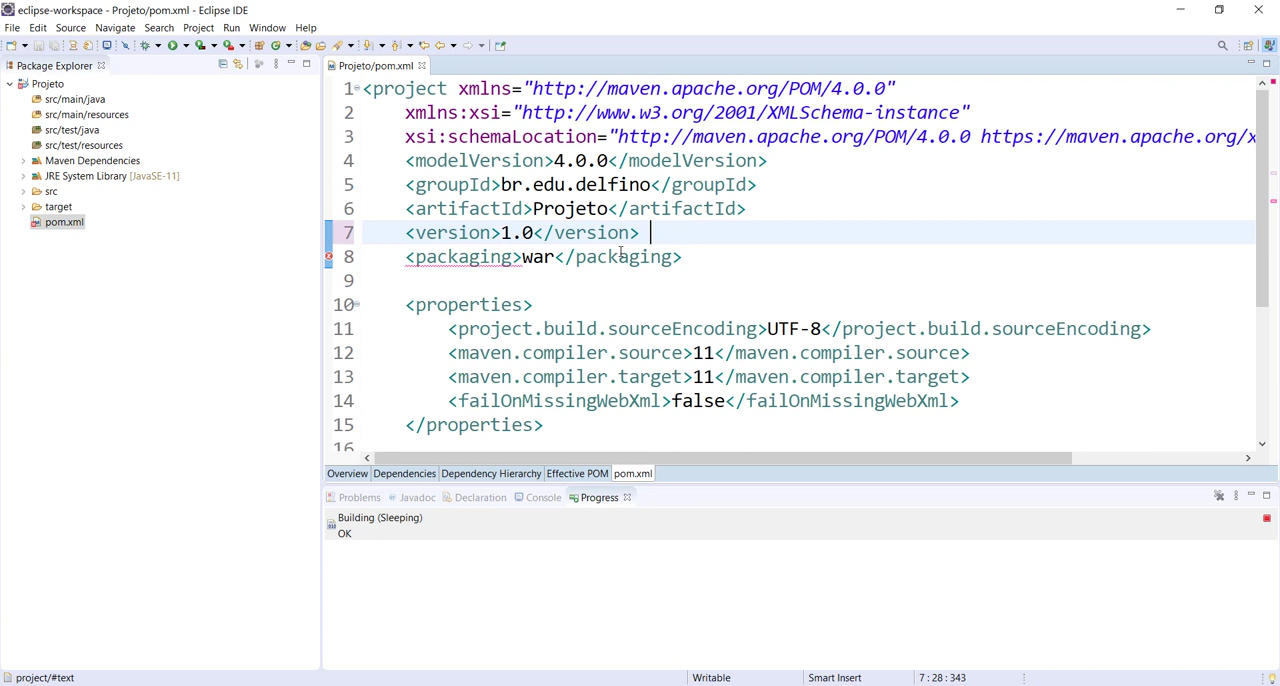 eclipse-workspace - Projeto/pom.xml - Eclipse IDE
File Edit Source Navigate Search Project Run Window Help
Package Explorer
Projeto
src/main/java
src/main/resources
src/test/java
src/test/resources
Maven Dependencies
JRE System Library [JavaSE-11]
src
target
pom.xml
Projeto/pom.xml
1 <project xmlns="http://maven.apache.org/POM/4.0.0"
2 xmlns:xsi="http://www.w3.org/2001/XMLSchema-instance"
3 xsi:schemaLocation="http://maven.apache.org/POM/4.0.0 https://maven.apache.org/x
4 <modelVersion>4.0.0</modelVersion>
5 <groupId>br.edu.delfino</groupId>
6 <artifactId>Projeto</artifactId>
7 <version>1.0</version>
8 <packaging>war</packaging>
9
10 <properties>
11 <project.build.sourceEncoding>UTF-8</project.build.sourceEncoding>
12 <maven.compiler.source>11</maven.compiler.source>
13 <maven.compiler.target>11</maven.compiler.target>
14 <failOnMissingWebXml>false</failOnMissingWebXml>
15 </properties>
16
Overview Dependencies Dependency Hierarchy Effective POM pom.xml
Problems Javadoc Declaration Console Progress
Building (Sleeping)
OK
project/#text Writable Smart Insert 7 : 28 : 343